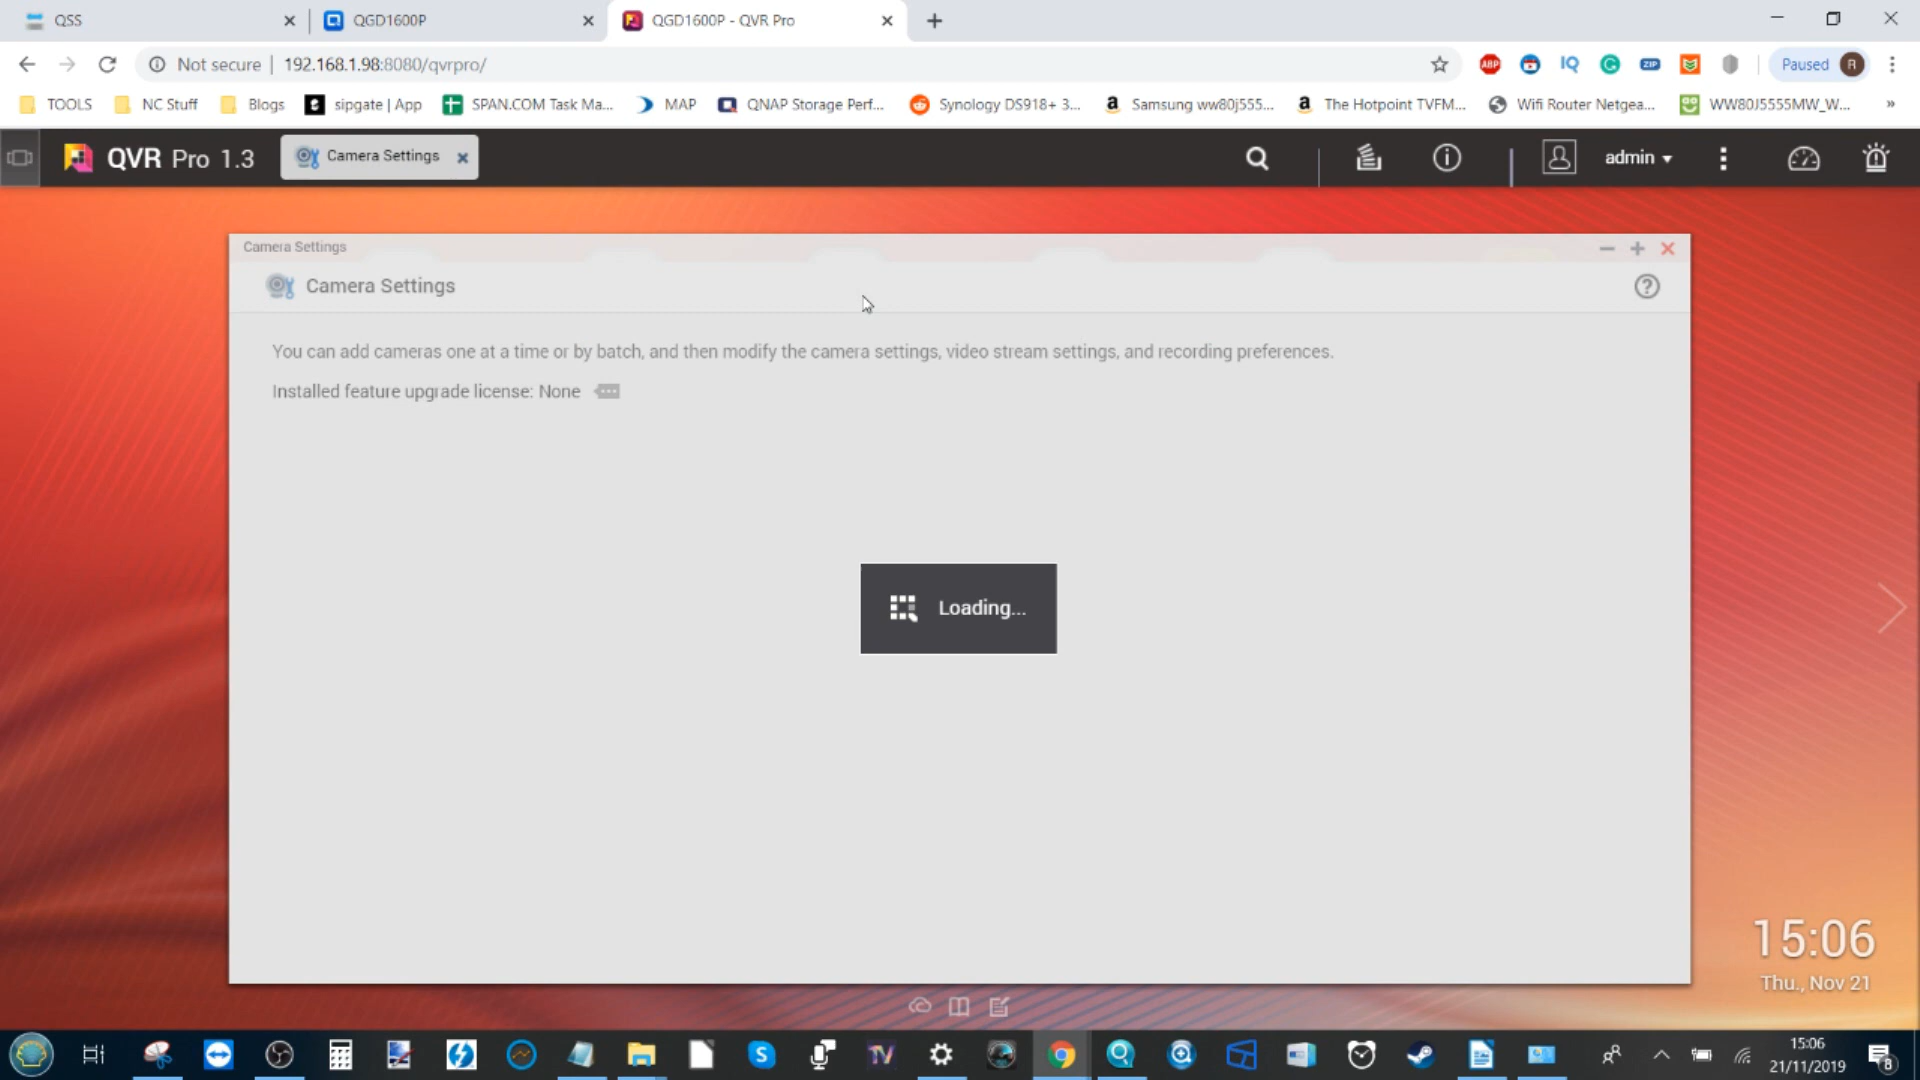 QSS
QGD1600P
QGD1600P - QVR Pro
Not secure
192.168.1.98:8080/qvrpro/
ABP
IQ
ZIP
Paused
R
TOOLS
NC Stuff
Blogs
sipgate | App
SPAN.COM Task Ma...
MAP
QNAP Storage Perf...
Synology DS918+ 3...
Samsung ww80j555...
The Hotpoint TVFM...
Wifi Router Netgea...
WW80J5555MW_W...
»
QVR Pro 1.3
Camera Settings
admin
Camera Settings
Camera Settings
You can add cameras one at a time or by batch, and then modify the camera settings, video stream settings, and recording preferences.
Installed feature upgrade license: None
Loading...
15:06
Thu., Nov 21
15:06
21/11/2019
8